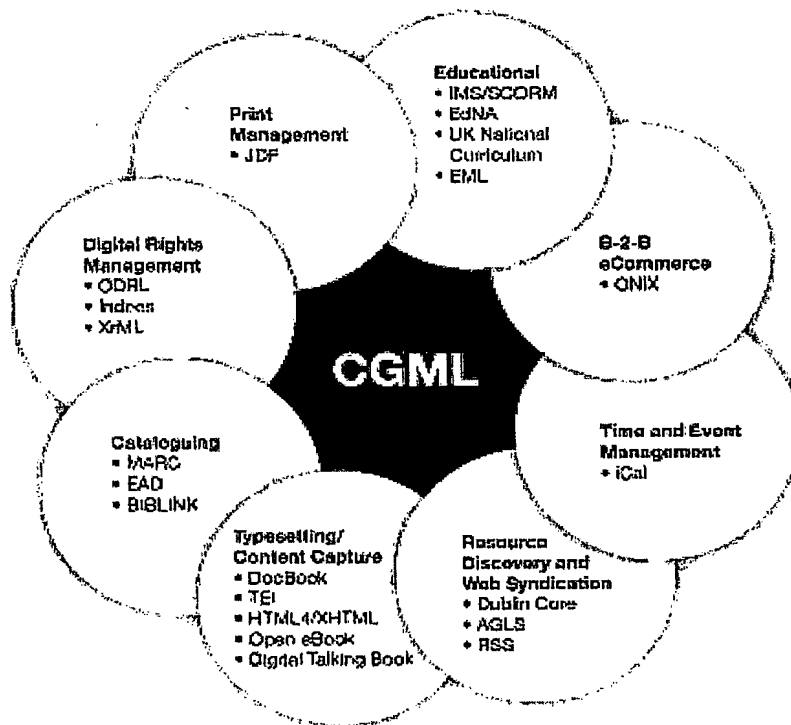 Educational
• IMS/SCORM
• EdNA
• UK National
Curriculum
• EML
Print
Management
• JDF
B-2-B
eCommerce
• ONIX
Digital Rights
Management
• ODRL
• Indecs
• XrML
CGML
Time and Event
Management
• iCal
Cataloguing
• MARC
• EAD
• BIBLINK
Typesetting/
Content Capture
• DocBook
• TEI
• HTML4/XHTML
• Open eBook
• Digital Talking Book
Resource
Discovery and
Web Syndication
• Dublin Core
• AGLS
• RSS